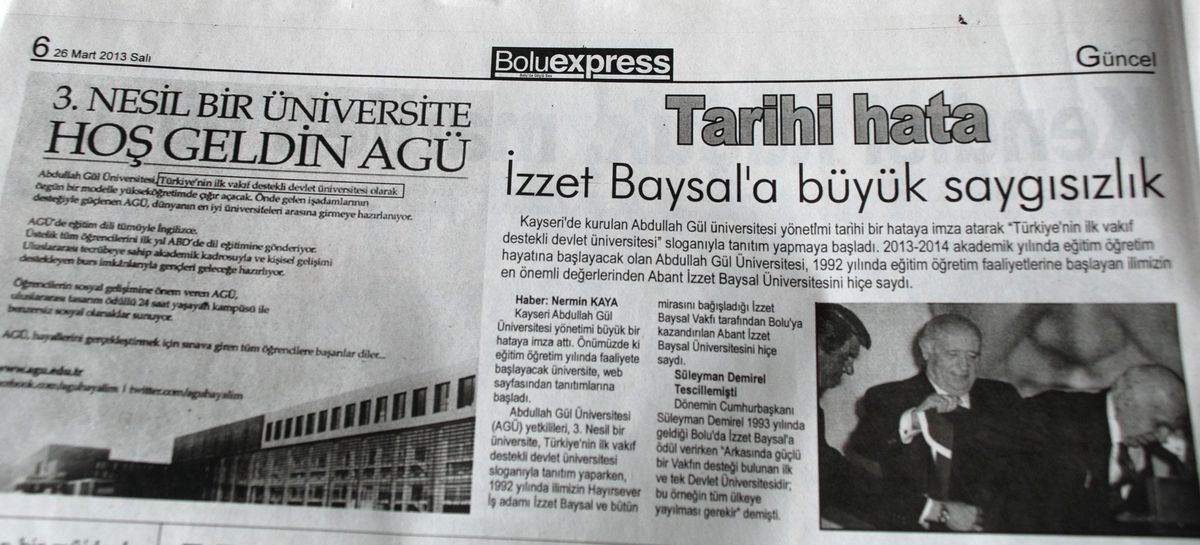 6 26 Mart 2013 Salı
Boluexpress
Güncel
3. NESİL BİR ÜNİVERSİTE
HOŞ GELDİN AGÜ
Abdullah Gül Üniversitesi Türkiye'nin ilk vakıf destekli devlet üniversitesi olarak
özgün bir modelle yükseköğretimde çığır açacak. Önde gelen işadamlarının
desteğiyle güçlenen AGÜ, dünyanın en iyi üniversiteleri arasına girmeye hazırlanıyor.
AGÜ'de eğitim dili tümüyle İngilizce.
Üstelik tüm öğrencilerini ilk yıl ABD'de dil eğitimine gönderiyor.
Uluslararası tecrübeye sahip akademik kadrosuyla ve kişisel gelişimi
destekleyen burs imkânlarıyla gençleri geleceğe hazırlıyor.
Öğrencilerin sosyal gelişimine önem veren AGÜ,
uluslararası tasarım ödüllü 24 saat yaşayan kampüsü ile
benzersiz sosyal olanaklar sunuyor.
AGÜ, hayallerini gerçekleştirmek için sınava giren tüm öğrencilere başarılar diler...
www.agu.edu.tr
facebook.com/aguhayalim | twitter.com/aguhayalim
Tarihi hata
İzzet Baysal'a büyük saygısızlık
Kayseri'de kurulan Abdullah Gül üniversitesi yönetimi tarihi bir hataya imza atarak "Türkiye'nin ilk vakıf
destekli devlet üniversitesi" sloganıyla tanıtım yapmaya başladı. 2013-2014 akademik yılında eğitim öğretim
hayatına başlayacak olan Abdullah Gül Üniversitesi, 1992 yılında eğitim öğretim faaliyetlerine başlayan ilimizin
en önemli değerlerinden Abant İzzet Baysal Üniversitesini hiçe saydı.
Haber: Nermin KAYA
Kayseri Abdullah Gül
Üniversitesi yönetimi büyük bir
hataya imza attı. Önümüzde ki
eğitim öğretim yılında faaliyete
başlayacak üniversite, web
sayfasından tanıtımlarına
başladı.
Abdullah Gül Üniversitesi
(AGÜ) yetkilileri, 3. Nesil bir
üniversite, Türkiye'nin ilk vakıf
destekli devlet üniversitesi
sloganıyla tanıtım yaparken,
1992 yılında ilimizin Hayırsever
İş adamı İzzet Baysal ve bütün
mirasını bağışladığı İzzet
Baysal Vakfı tarafından Bolu'ya
kazandırılan Abant İzzet
Baysal Üniversitesini hiçe
saydı.
Süleyman Demirel
Tescillemişti
Dönemin Cumhurbaşkanı
Süleyman Demirel 1993 yılında
geldiği Bolu'da İzzet Baysal'a
ödül verirken "Arkasında güçlü
bir Vakfın desteği bulunan ilk
ve tek Devlet Üniversitesidir;
bu örneğin tüm ülkeye
yayılması gerekir" demişti.